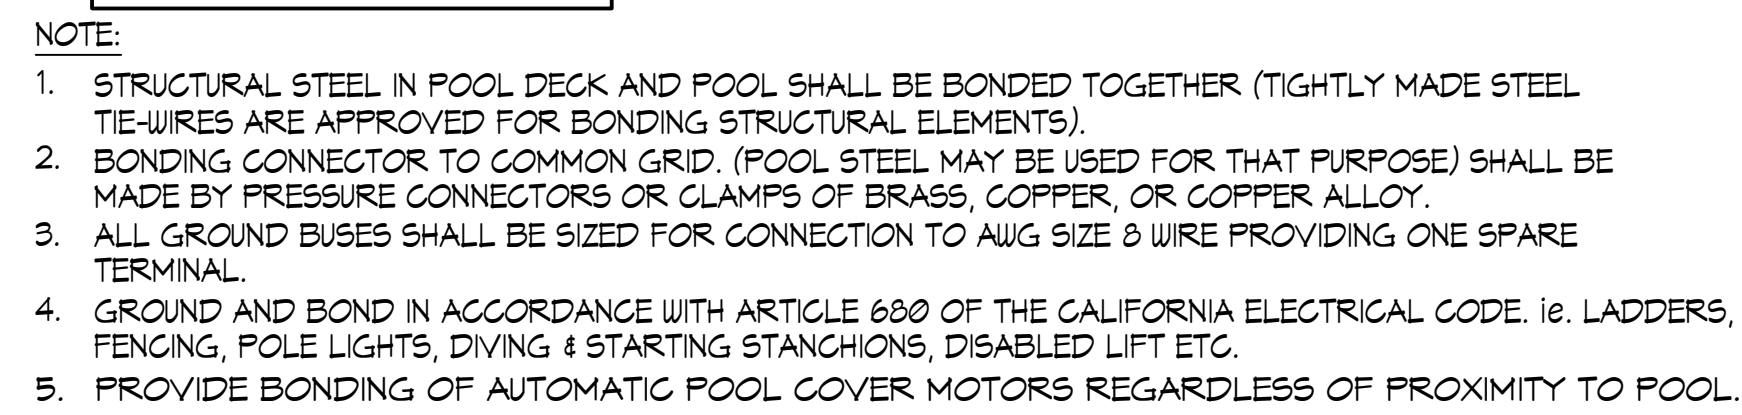 NOTE:
1. STRUCTURAL STEEL IN POOL DECK AND POOL SHALL BE BONDED TOGETHER (TIGHTLY MADE STEEL
TIE-WIRES ARE APPROVED FOR BONDING STRUCTURAL ELEMENTS).
2. BONDING CONNECTOR TO COMMON GRID. (POOL STEEL MAY BE USED FOR THAT PURPOSE) SHALL BE
MADE BY PRESSURE CONNECTORS OR CLAMPS OF BRASS, COPPER, OR COPPER ALLOY.
3. ALL GROUND BUSES SHALL BE SIZED FOR CONNECTION TO AWG SIZE 8 WIRE PROVIDING ONE SPARE
TERMINAL.
4. GROUND AND BOND IN ACCORDANCE WITH ARTICLE 680 OF THE CALIFORNIA ELECTRICAL CODE. ie. LADDERS,
FENCING, POLE LIGHTS, DIVING & STARTING STANCHIONS, DISABLED LIFT ETC.
5. PROVIDE BONDING OF AUTOMATIC POOL COVER MOTORS REGARDLESS OF PROXIMITY TO POOL.